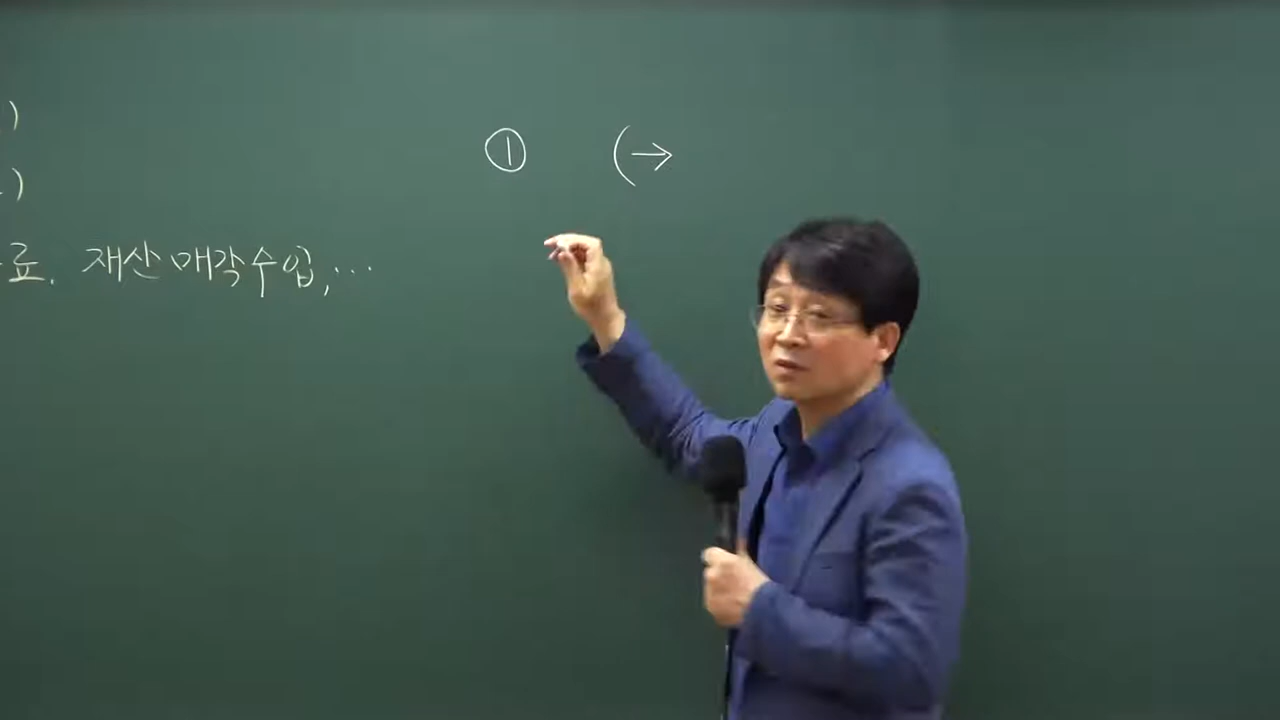 )
① (→
)
료. 재산매각수입, ...